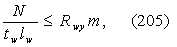 N / (t_w l_w) ≤ R_wy m,    (205)